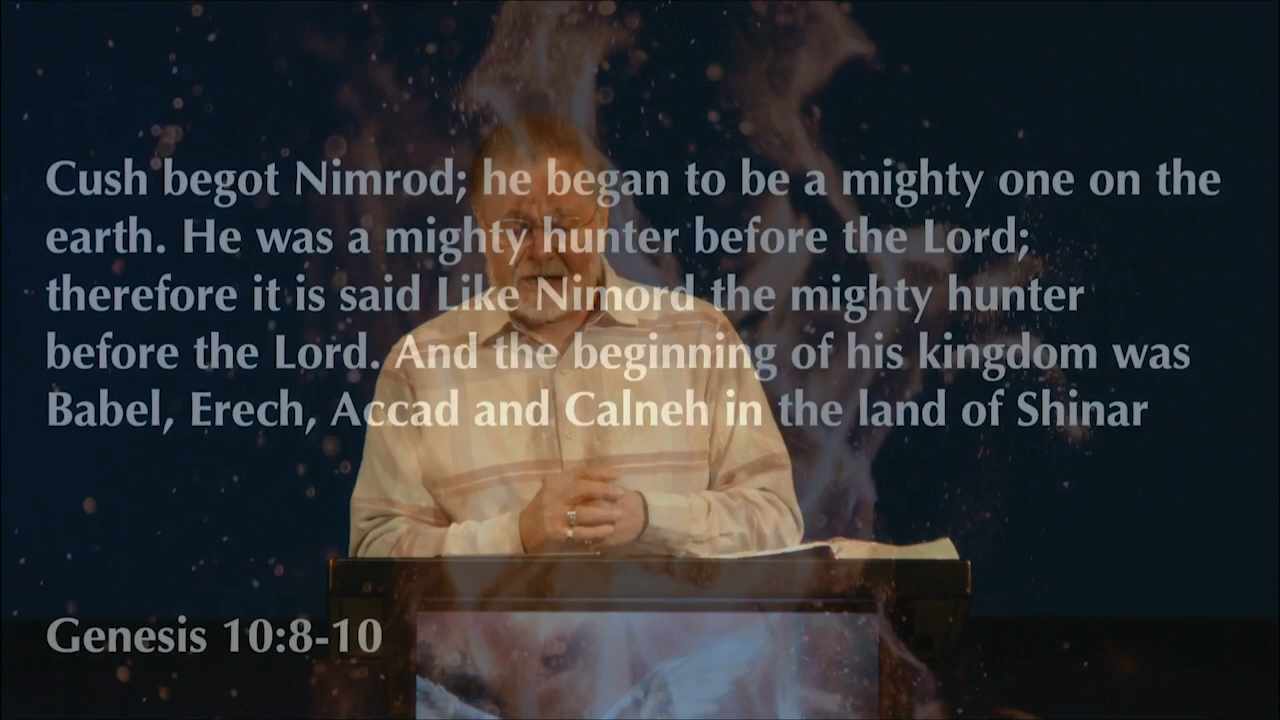 Cush begot Nimrod; he began to be a mighty one on the
earth. He was a mighty hunter before the Lord;
therefore it is said Like Nimord the mighty hunter
before the Lord. And the beginning of his kingdom was
Babel, Erech, Accad and Calneh in the land of Shinar
Genesis 10:8-10